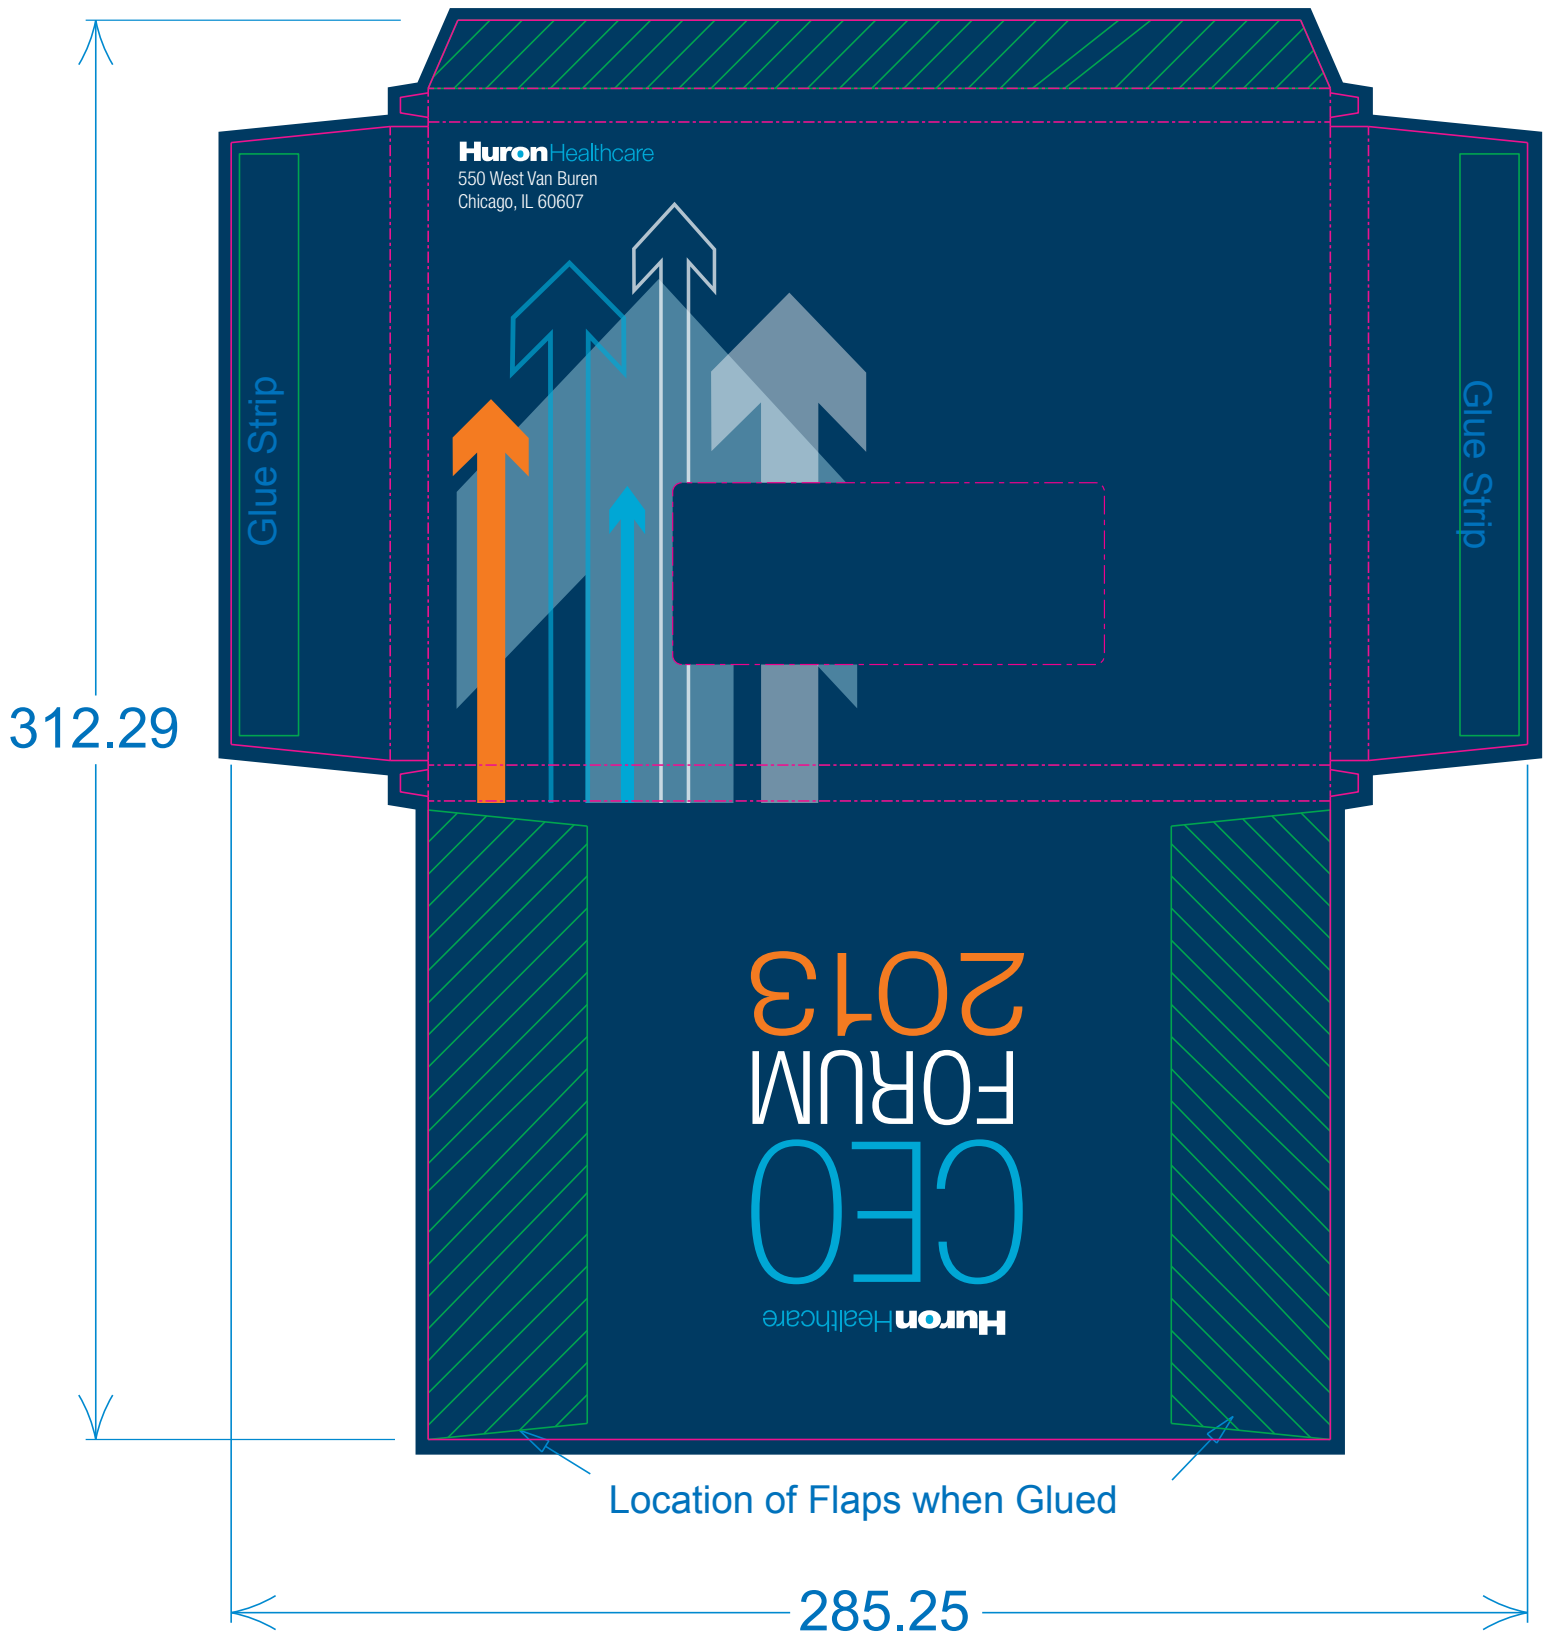 HuronHealthcare
550 West Van Buren
Chicago, IL 60607
Glue Strip
Glue Strip
312.29
HuronHealthcare
CEO
FORUM
2013
Location of Flaps when Glued
285.25